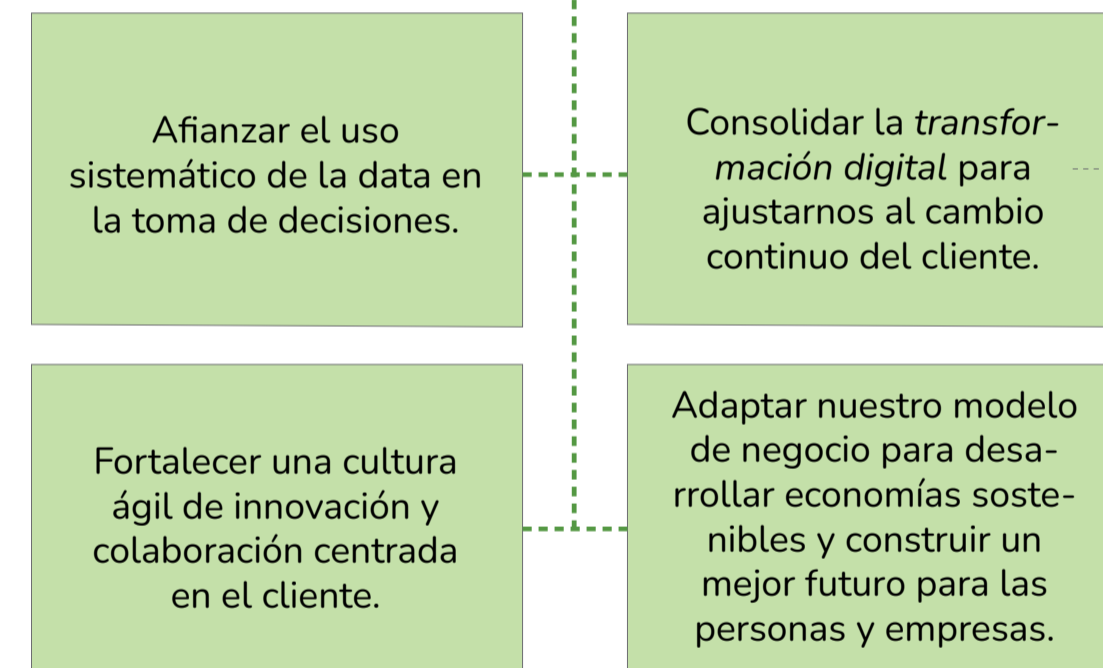 Afianzar el uso
sistemático de la data en
la toma de decisiones.
Consolidar la transfor-
mación digital para
ajustarnos al cambio
continuo del cliente.
Fortalecer una cultura
ágil de innovación y
colaboración centrada
en el cliente.
Adaptar nuestro modelo
de negocio para desa-
rrollar economías soste-
nibles y construir un
mejor futuro para las
personas y empresas.